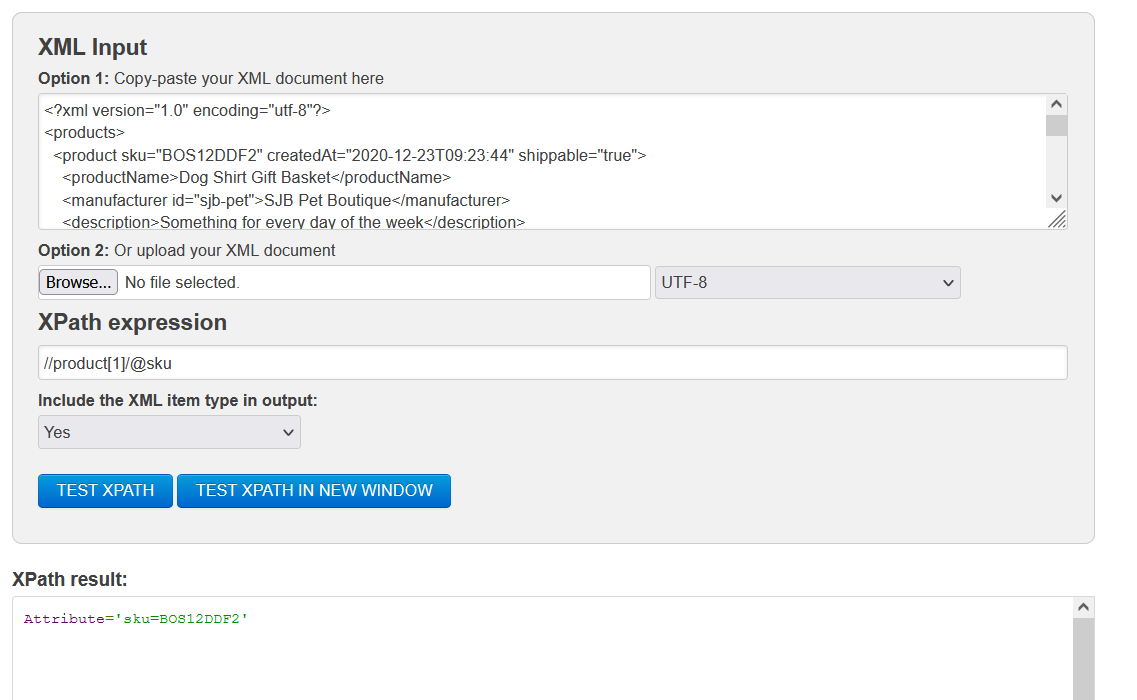 XML Input
Option 1: Copy-paste your XML document here
<?xml version="1.0" encoding="utf-8"?>
<products>
  <product sku="BOS12DDF2" createdAt="2020-12-23T09:23:44" shippable="true">
    <productName>Dog Shirt Gift Basket</productName>
    <manufacturer id="sjb-pet">SJB Pet Boutique</manufacturer>
    <description>Something for every day of the week</description>
Option 2: Or upload your XML document
Browse... No file selected. UTF-8
XPath expression
//product[1]/@sku
Include the XML item type in output:
Yes
TEST XPATH TEST XPATH IN NEW WINDOW
XPath result:
Attribute='sku=BOS12DDF2'